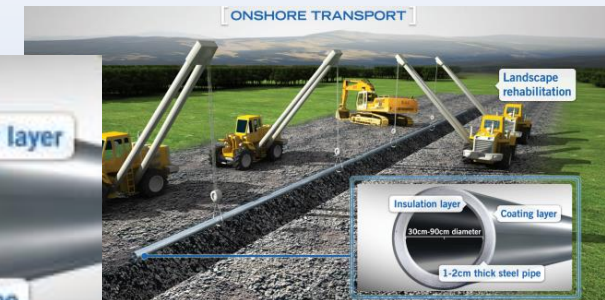 [ONSHORE TRANSPORT]
Landscape
rehabilitation
layer
Insulation layer
Coating layer
30cm-90cm diameter
1-2cm thick steel pipe